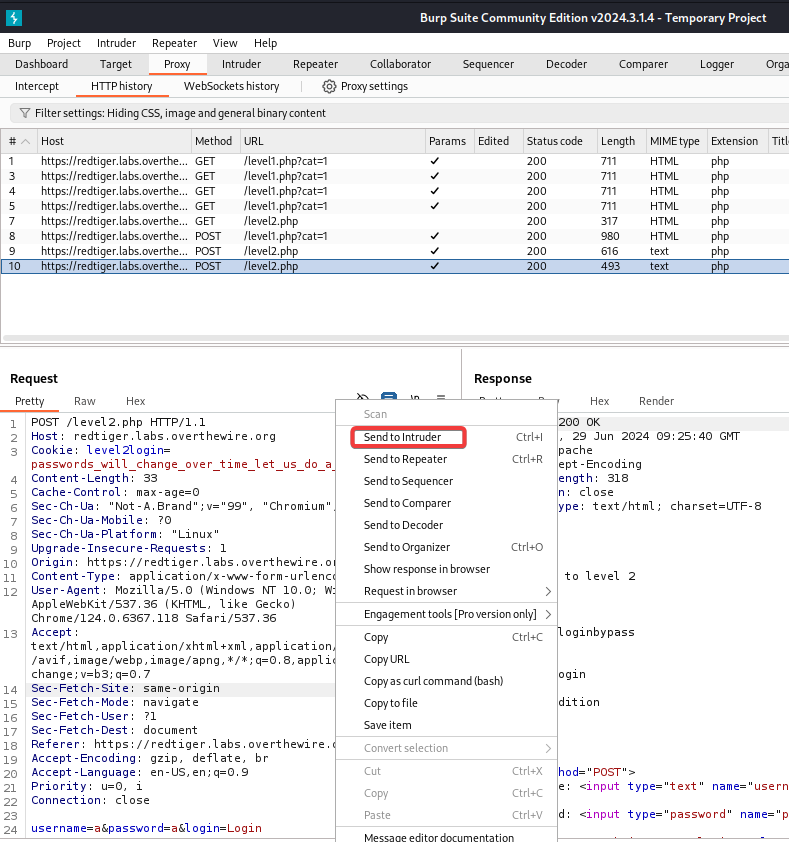 Burp Suite Community Edition v2024.3.1.4 - Temporary Project
Burp Project Intruder Repeater View Help
Dashboard Target Proxy Intruder Repeater Collaborator Sequencer Decoder Comparer Logger Orga
Intercept HTTP history WebSockets history Proxy settings
Filter settings: Hiding CSS, image and general binary content
# Host Method URL Params Edited Status code Length MIME type Extension Titl
1 https://redtiger.labs.overthe... GET /level1.php?cat=1 ✓ 200 711 HTML php
3 https://redtiger.labs.overthe... GET /level1.php?cat=1 ✓ 200 711 HTML php
4 https://redtiger.labs.overthe... GET /level1.php?cat=1 ✓ 200 711 HTML php
5 https://redtiger.labs.overthe... GET /level1.php?cat=1 ✓ 200 711 HTML php
7 https://redtiger.labs.overthe... GET /level2.php 200 317 HTML php
8 https://redtiger.labs.overthe... POST /level1.php?cat=1 ✓ 200 980 HTML php
9 https://redtiger.labs.overthe... POST /level2.php ✓ 200 616 text php
10 https://redtiger.labs.overthe... POST /level2.php ✓ 200 493 text php
Request
Pretty Raw Hex
1 POST /level2.php HTTP/1.1
2 Host: redtiger.labs.overthewire.org
3 Cookie: level2login=
passwords_will_change_over_time_let_us_do_a_
4 Content-Length: 33
5 Cache-Control: max-age=0
6 Sec-Ch-Ua: "Not-A.Brand";v="99", "Chromium"
7 Sec-Ch-Ua-Mobile: ?0
8 Sec-Ch-Ua-Platform: "Linux"
9 Upgrade-Insecure-Requests: 1
10 Origin: https://redtiger.labs.overthewire.or
11 Content-Type: application/x-www-form-urlenco
12 User-Agent: Mozilla/5.0 (Windows NT 10.0; Wi
AppleWebKit/537.36 (KHTML, like Gecko)
Chrome/124.0.6367.118 Safari/537.36
13 Accept:
text/html,application/xhtml+xml,application/
/avif,image/webp,image/apng,*/*;q=0.8,applic
change;v=b3;q=0.7
14 Sec-Fetch-Site: same-origin
15 Sec-Fetch-Mode: navigate
16 Sec-Fetch-User: ?1
17 Sec-Fetch-Dest: document
18 Referer: https://redtiger.labs.overthewire.o
19 Accept-Encoding: gzip, deflate, br
20 Accept-Language: en-US,en;q=0.9
21 Priority: u=0, i
22 Connection: close
23
24 username=a&password=a&login=Login
Scan
Send to Intruder Ctrl+I
Send to Repeater Ctrl+R
Send to Sequencer
Send to Comparer
Send to Decoder
Send to Organizer Ctrl+O
Show response in browser
Request in browser
Engagement tools [Pro version only]
Copy Ctrl+C
Copy URL
Copy as curl command (bash)
Copy to file
Save item
Convert selection
Cut Ctrl+X
Copy Ctrl+C
Paste Ctrl+V
Message editor documentation
Response
Hex Render
200 OK
, 29 Jun 2024 09:25:40 GMT
pache
cept-Encoding
ength: 318
n: close
ype: text/html; charset=UTF-8
to level 2
loginbypass
ogin
dition
hod="POST">
e: <input type="text" name="usern
d: <input type="password" name="p